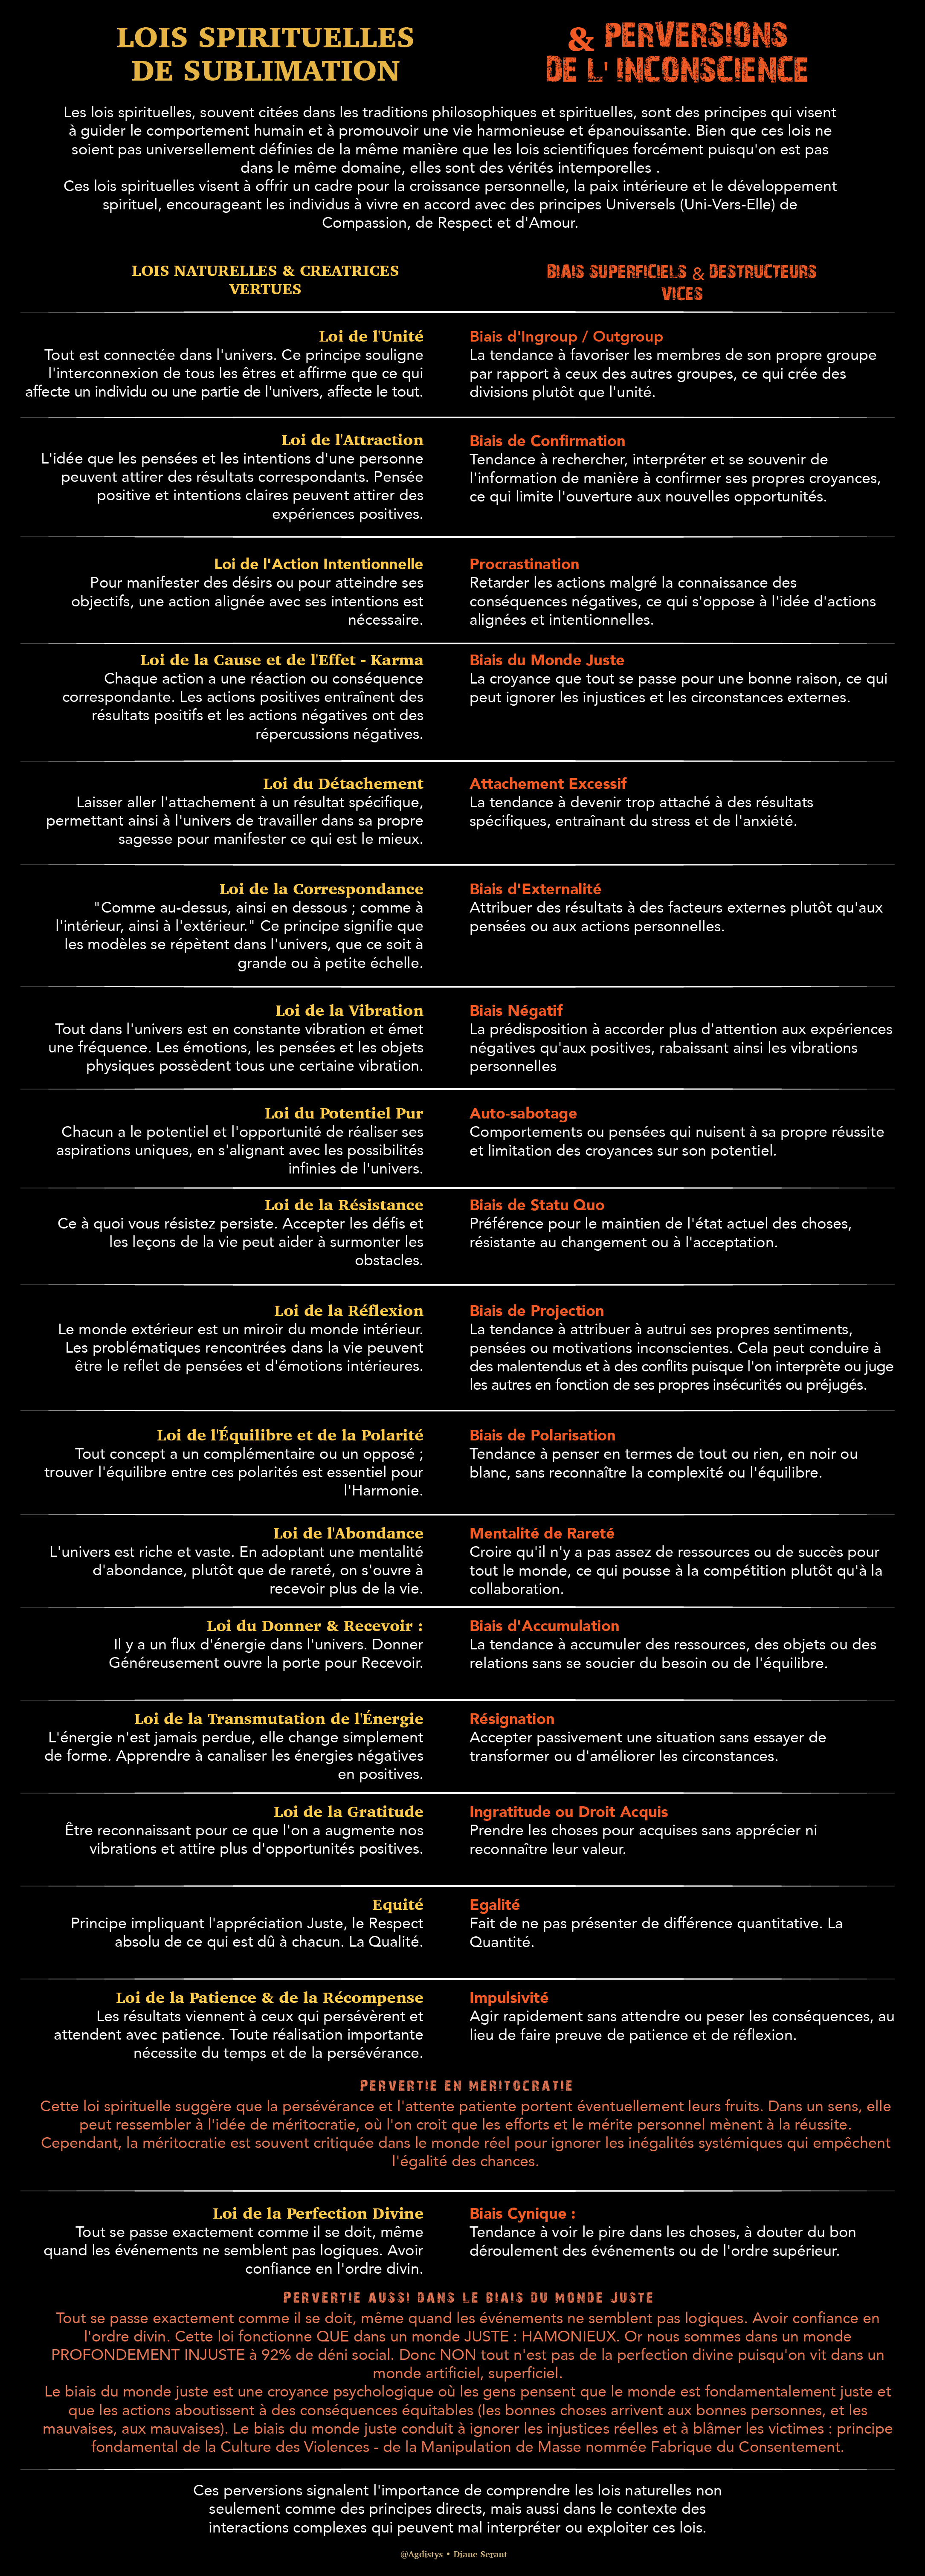 LOIS SPIRITUELLES
DE SUBLIMATION
& PERVERSIONS
DE L' INCONSCIENCE
Les lois spirituelles, souvent citées dans les traditions philosophiques et spirituelles, sont des principes qui visent
à guider le comportement humain et à promouvoir une vie harmonieuse et épanouissante. Bien que ces lois ne
soient pas universellement définies de la même manière que les lois scientifiques forcément puisqu'on est pas
dans le même domaine, elles sont des vérités intemporelles .
Ces lois spirituelles visent à offrir un cadre pour la croissance personnelle, la paix intérieure et le développement
spirituel, encourageant les individus à vivre en accord avec des principes Universels (Uni-Vers-Elle) de
Compassion, de Respect et d'Amour.
LOIS NATURELLES & CREATRICES
VERTUES
BIAIS SUPERFICIELS & DESTRUCTEURS
VICES
Loi de l'Unité
Tout est connectée dans l'univers. Ce principe souligne
l'interconnexion de tous les êtres et affirme que ce qui
affecte un individu ou une partie de l'univers, affecte le tout.
Biais d'Ingroup / Outgroup
La tendance à favoriser les membres de son propre groupe
par rapport à ceux des autres groupes, ce qui crée des
divisions plutôt que l'unité.
Loi de l'Attraction
L'idée que les pensées et les intentions d'une personne
peuvent attirer des résultats correspondants. Pensée
positive et intentions claires peuvent attirer des
expériences positives.
Biais de Confirmation
Tendance à rechercher, interpréter et se souvenir de
l'information de manière à confirmer ses propres croyances,
ce qui limite l'ouverture aux nouvelles opportunités.
Loi de l'Action Intentionnelle
Pour manifester des désirs ou pour atteindre ses
objectifs, une action alignée avec ses intentions est
nécessaire.
Procrastination
Retarder les actions malgré la connaissance des
conséquences négatives, ce qui s'oppose à l'idée d'actions
alignées et intentionnelles.
Loi de la Cause et de l'Effet - Karma
Chaque action a une réaction ou conséquence
correspondante. Les actions positives entraînent des
résultats positifs et les actions négatives ont des
répercussions négatives.
Biais du Monde Juste
La croyance que tout se passe pour une bonne raison, ce qui
peut ignorer les injustices et les circonstances externes.
Loi du Détachement
Laisser aller l'attachement à un résultat spécifique,
permettant ainsi à l'univers de travailler dans sa propre
sagesse pour manifester ce qui est le mieux.
Attachement Excessif
La tendance à devenir trop attaché à des résultats
spécifiques, entraînant du stress et de l'anxiété.
Loi de la Correspondance
"Comme au-dessus, ainsi en dessous ; comme à
l'intérieur, ainsi à l'extérieur." Ce principe signifie que
les modèles se répètent dans l'univers, que ce soit à
grande ou à petite échelle.
Biais d'Externalité
Attribuer des résultats à des facteurs externes plutôt qu'aux
pensées ou aux actions personnelles.
Loi de la Vibration
Tout dans l'univers est en constante vibration et émet
une fréquence. Les émotions, les pensées et les objets
physiques possèdent tous une certaine vibration.
Biais Négatif
La prédisposition à accorder plus d'attention aux expériences
négatives qu'aux positives, rabaissant ainsi les vibrations
personnelles
Loi du Potentiel Pur
Chacun a le potentiel et l'opportunité de réaliser ses
aspirations uniques, en s'alignant avec les possibilités
infinies de l'univers.
Auto-sabotage
Comportements ou pensées qui nuisent à sa propre réussite
et limitation des croyances sur son potentiel.
Loi de la Résistance
Ce à quoi vous résistez persiste. Accepter les défis et
les leçons de la vie peut aider à surmonter les
obstacles.
Biais de Statu Quo
Préférence pour le maintien de l'état actuel des choses,
résistante au changement ou à l'acceptation.
Loi de la Réflexion
Le monde extérieur est un miroir du monde intérieur.
Les problématiques rencontrées dans la vie peuvent
être le reflet de pensées et d'émotions intérieures.
Biais de Projection
La tendance à attribuer à autrui ses propres sentiments,
pensées ou motivations inconscientes. Cela peut conduire à
des malentendus et à des conflits puisque l'on interprète ou juge
les autres en fonction de ses propres insécurités ou préjugés.
Loi de l'Équilibre et de la Polarité
Tout concept a un complémentaire ou un opposé ;
trouver l'équilibre entre ces polarités est essentiel pour
l'Harmonie.
Biais de Polarisation
Tendance à penser en termes de tout ou rien, en noir ou
blanc, sans reconnaître la complexité ou l'équilibre.
Loi de l'Abondance
L'univers est riche et vaste. En adoptant une mentalité
d'abondance, plutôt que de rareté, on s'ouvre à
recevoir plus de la vie.
Mentalité de Rareté
Croire qu'il n'y a pas assez de ressources ou de succès pour
tout le monde, ce qui pousse à la compétition plutôt qu'à la
collaboration.
Loi du Donner & Recevoir :
Il y a un flux d'énergie dans l'univers. Donner
Généreusement ouvre la porte pour Recevoir.
Biais d'Accumulation
La tendance à accumuler des ressources, des objets ou des
relations sans se soucier du besoin ou de l'équilibre.
Loi de la Transmutation de l'Énergie
L'énergie n'est jamais perdue, elle change simplement
de forme. Apprendre à canaliser les énergies négatives
en positives.
Résignation
Accepter passivement une situation sans essayer de
transformer ou d'améliorer les circonstances.
Loi de la Gratitude
Être reconnaissant pour ce que l'on a augmente nos
vibrations et attire plus d'opportunités positives.
Ingratitude ou Droit Acquis
Prendre les choses pour acquises sans apprécier ni
reconnaître leur valeur.
Equité
Principe impliquant l'appréciation Juste, le Respect
absolu de ce qui est dû à chacun. La Qualité.
Egalité
Fait de ne pas présenter de différence quantitative. La
Quantité.
Loi de la Patience & de la Récompense
Les résultats viennent à ceux qui persévèrent et
attendent avec patience. Toute réalisation importante
nécessite du temps et de la persévérance.
Impulsivité
Agir rapidement sans attendre ou peser les conséquences, au
lieu de faire preuve de patience et de réflexion.
PERVERTIE EN MERITOCRATIE
Cette loi spirituelle suggère que la persévérance et l'attente patiente portent éventuellement leurs fruits. Dans un sens, elle
peut ressembler à l'idée de méritocratie, où l'on croit que les efforts et le mérite personnel mènent à la réussite.
Cependant, la méritocratie est souvent critiquée dans le monde réel pour ignorer les inégalités systémiques qui empêchent
l'égalité des chances.
Loi de la Perfection Divine
Tout se passe exactement comme il se doit, même
quand les événements ne semblent pas logiques. Avoir
confiance en l'ordre divin.
Biais Cynique :
Tendance à voir le pire dans les choses, à douter du bon
déroulement des événements ou de l'ordre supérieur.
PERVERTIE AUSSI DANS LE BIAIS DU MONDE JUSTE
Tout se passe exactement comme il se doit, même quand les événements ne semblent pas logiques. Avoir confiance en
l'ordre divin. Cette loi fonctionne QUE dans un monde JUSTE : HAMONIEUX. Or nous sommes dans un monde
PROFONDEMENT INJUSTE à 92% de déni social. Donc NON tout n'est pas de la perfection divine puisqu'on vit dans un
monde artificiel, superficiel.
Le biais du monde juste est une croyance psychologique où les gens pensent que le monde est fondamentalement juste et
que les actions aboutissent à des conséquences équitables (les bonnes choses arrivent aux bonnes personnes, et les
mauvaises, aux mauvaises). Le biais du monde juste conduit à ignorer les injustices réelles et à blâmer les victimes : principe
fondamental de la Culture des Violences - de la Manipulation de Masse nommée Fabrique du Consentement.
Ces perversions signalent l'importance de comprendre les lois naturelles non
seulement comme des principes directs, mais aussi dans le contexte des
interactions complexes qui peuvent mal interpréter ou exploiter ces lois.
@Agdistys • Diane Serant